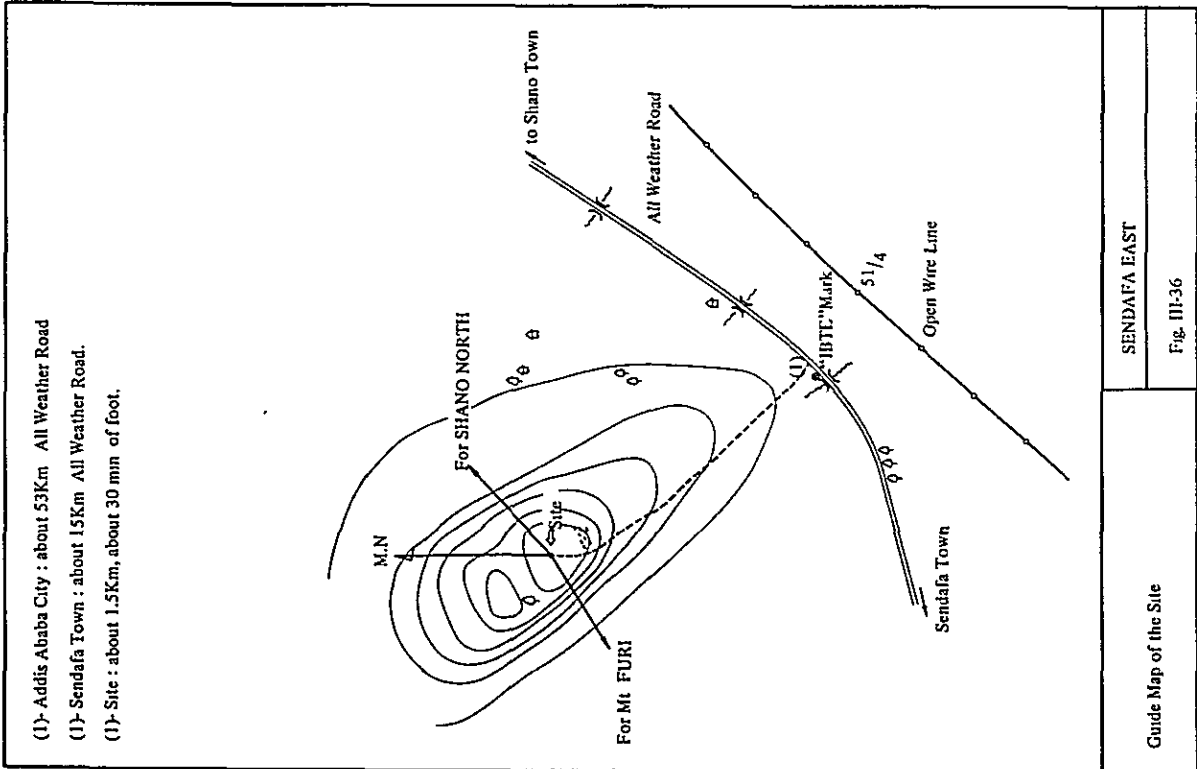 (1)- Addis Ababa City : about 53Km All Weather Road
(1)- Sendafa Town : about 15Km All Weather Road.
(1)- Site : about 1.5Km, about 30 min of foot.
to Shano Town
All Weather Road
For SHANO NORTH
M.N
Site
For Mt FURI
(1)
"IBTE" Mark
51/4
Open Wire Line
Sendafa Town
Guide Map of the Site
SENDAFA EAST
Fig. III-36